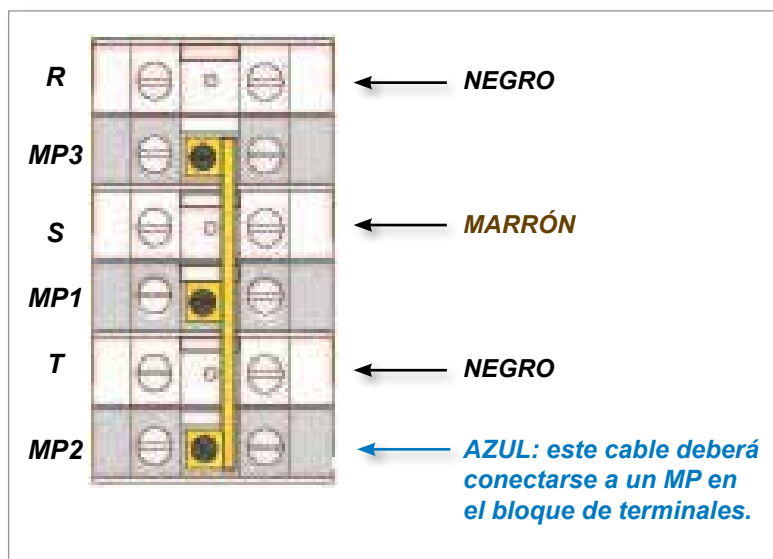 R
NEGRO
MP3
S
MARRÓN
MP1
T
NEGRO
MP2
AZUL: este cable deberá
conectarse a un MP en
el bloque de terminales.